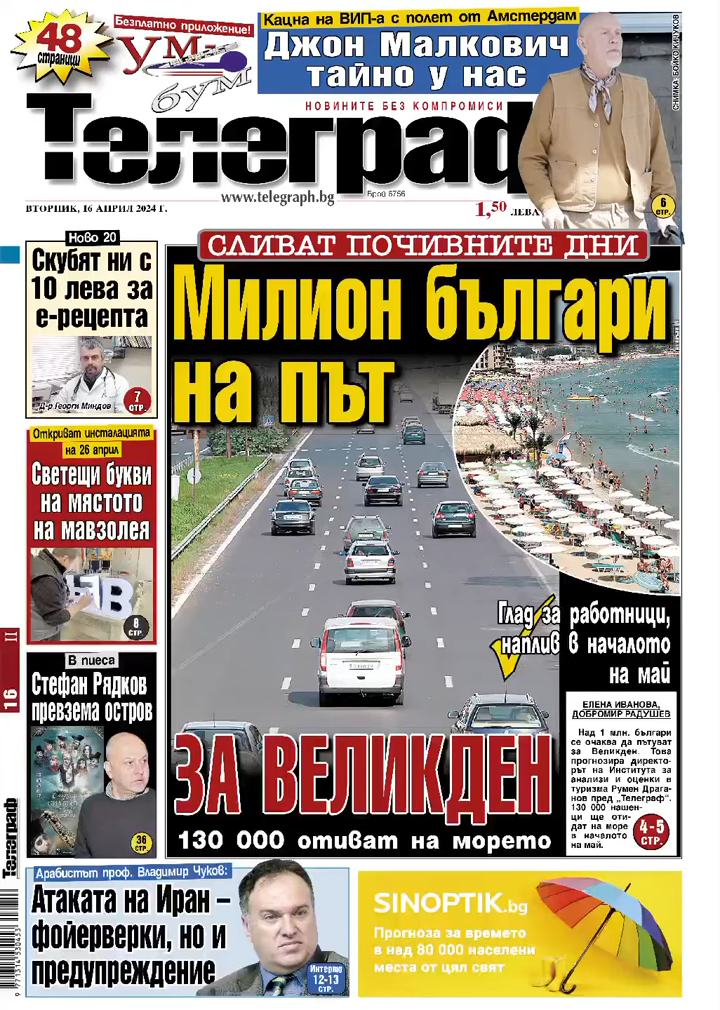 48
страници
Безплатно приложение!
УМ-
бум
Кацна на ВИП-а с полет от Амстердам
Джон Малкович
тайно у нас
СНИМКА: БОЙКО КИЧУКОВ
НОВИНИТЕ БЕЗ КОМПРОМИСИ
Телеграф
www.telegraph.bg
Брой 6756
ВТОРНИК, 16 АПРИЛ 2024 Г.
1,50 ЛЕВА
6
СТР.
Ново 20
Скубят ни с
10 лева за
е-рецепта
Д-р Георги Миндов
7
СТР.
Откриват инсталацията
на 26 април
Светещи букви
на мястото
на мавзолея
В
8
СТР.
В пиеса
Стефан Рядков
превзема остров
36
СТР.
СЛИВАТ ПОЧИВНИТЕ ДНИ
Милион българи
на път
Глад за работници,
наплив в началото
на май
ЗА ВЕЛИКДЕН
130 000 отиват на морето
ЕЛЕНА ИВАНОВА,
ДОБРОМИР РАДУШЕВ
Над 1 млн. българи
се очаква да пътуват
за Великден. Това
прогнозира директо-
рът на Института за
анализи и оценки в
туризма Румен Драга-
нов пред „Телеграф“.
130 000 нашен-
ци ще оти-
дат на море
в началото
на май.
4-5
СТР.
16
II
Телеграф
9 771314 530453
Арабистът проф. Владимир Чуков:
Атаката на Иран –
фойерверки, но и
предупреждение
Интервю
12-13
СТР.
SINOPTIK.bg
Прогноза за времето
в над 80 000 населени
места от цял свят